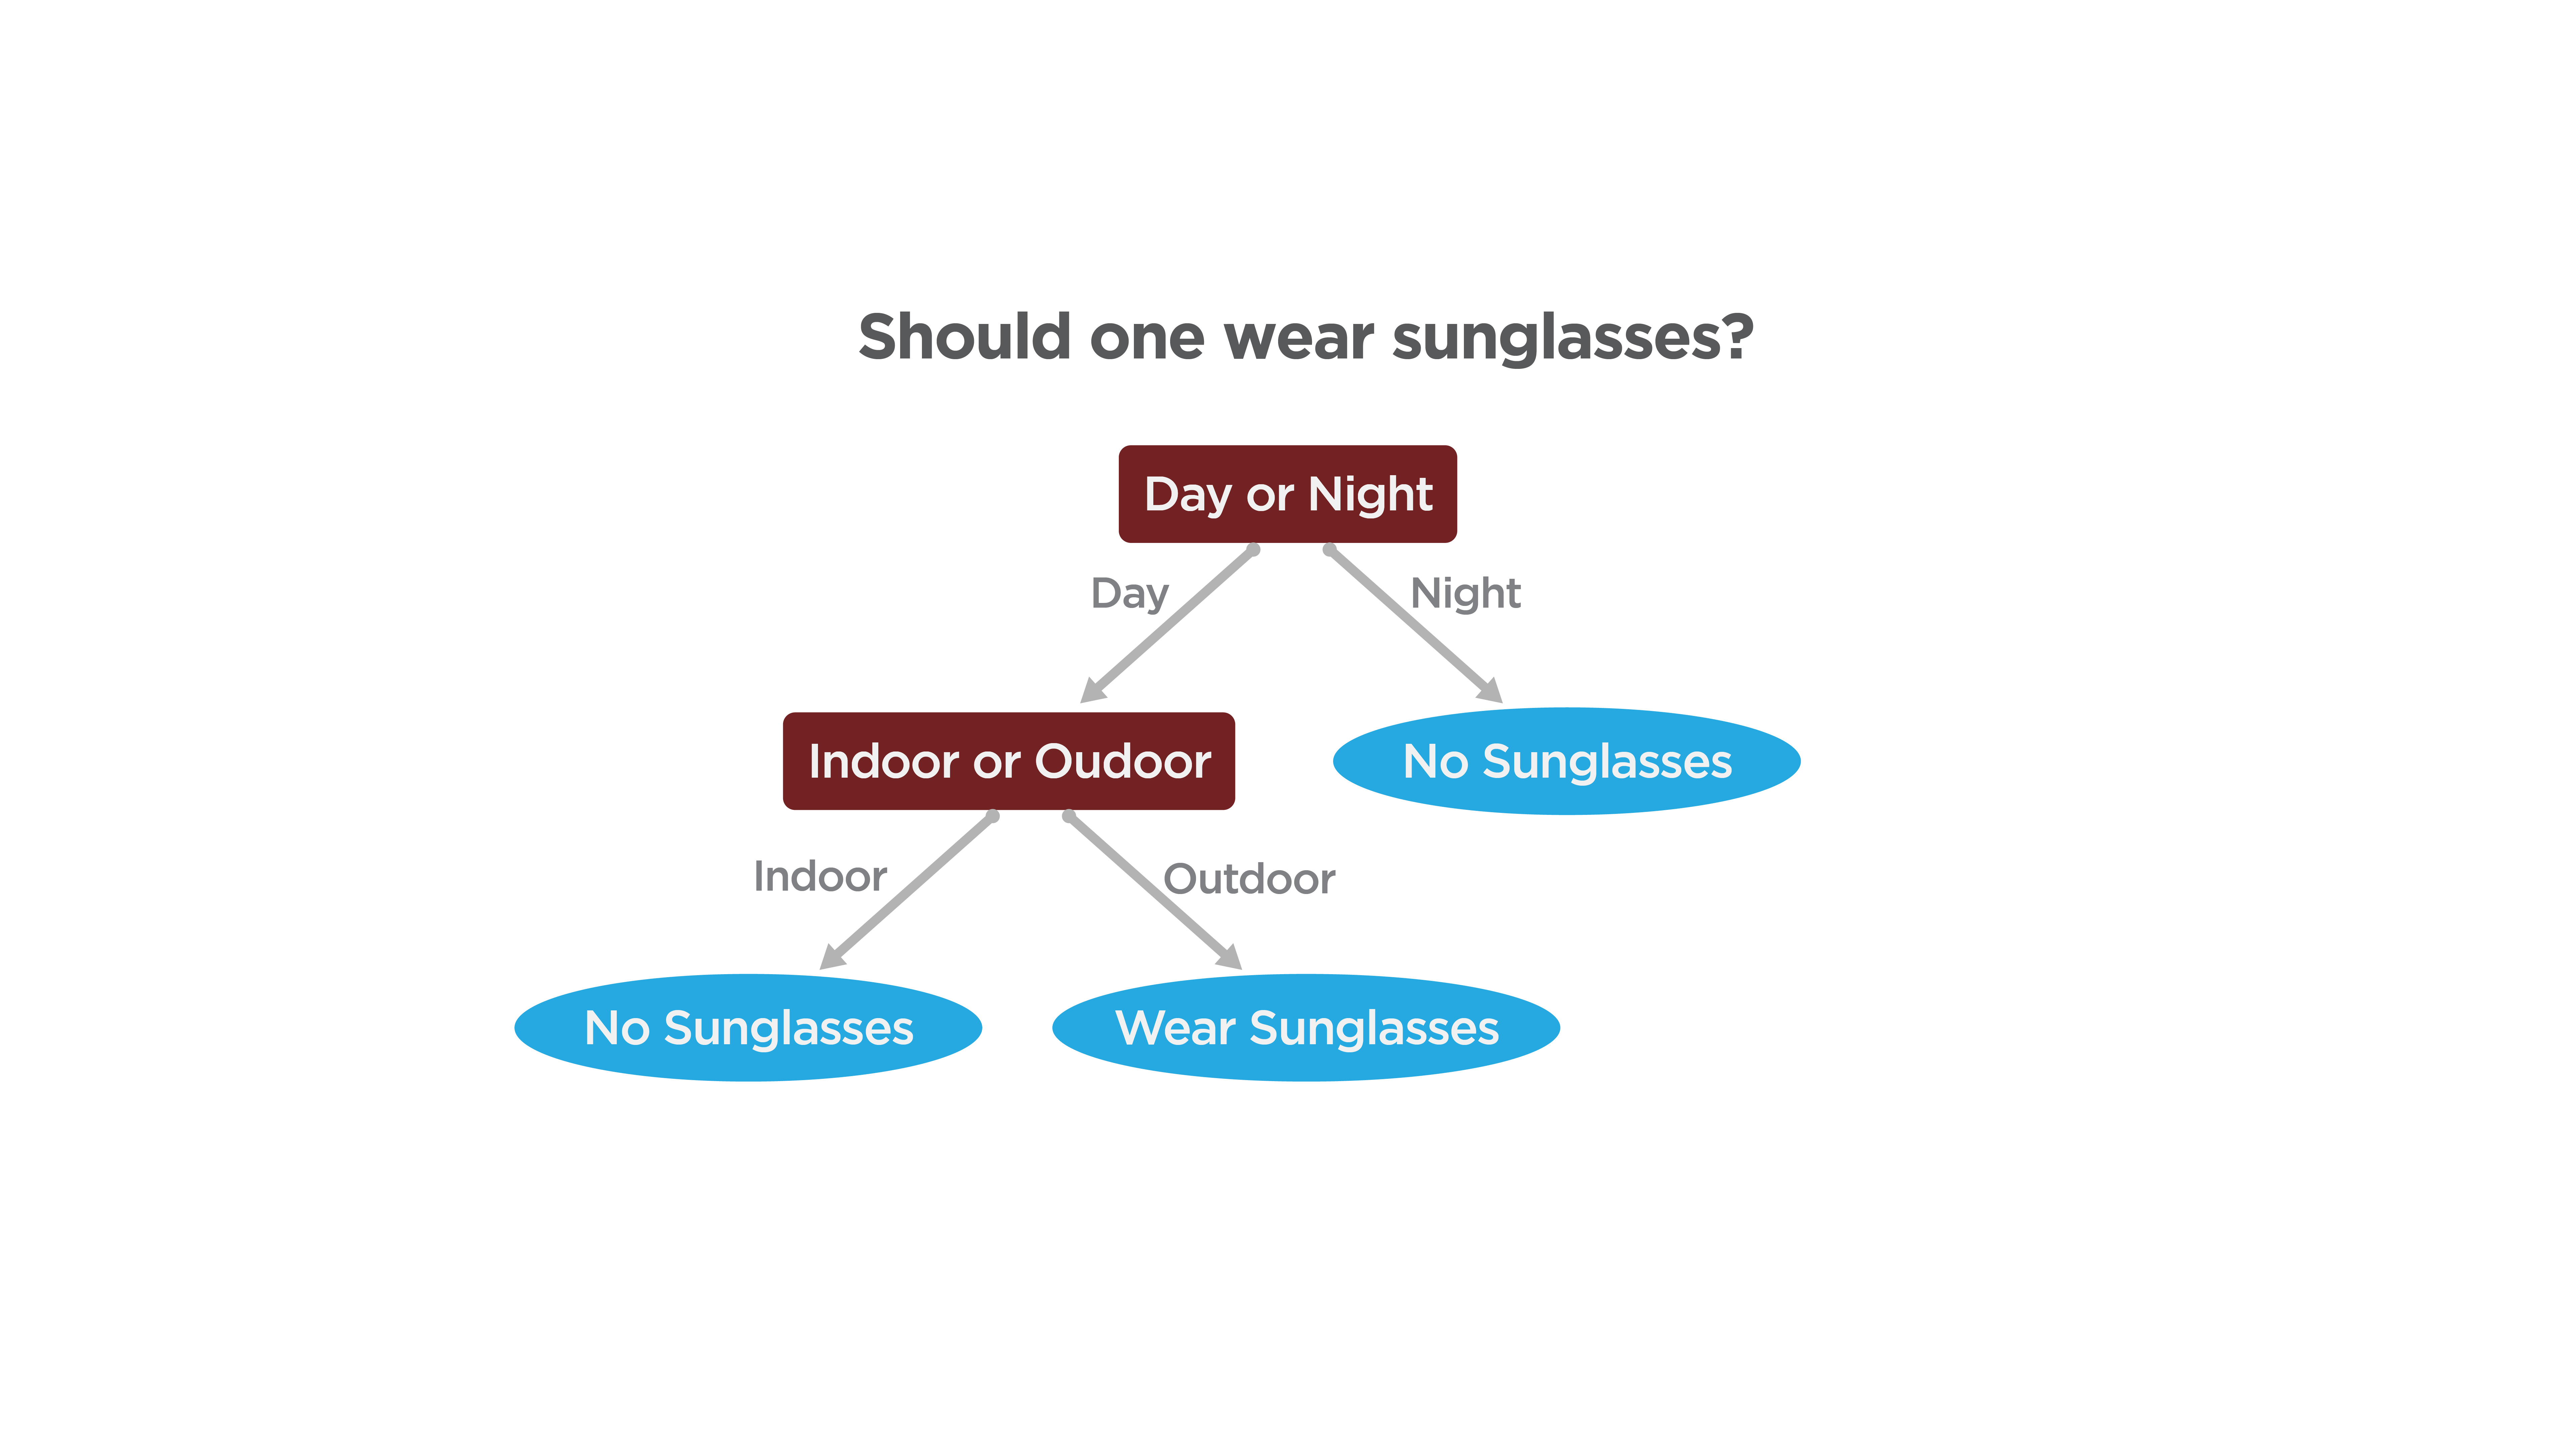 Should one wear sunglasses?
Day or Night
Day
Night
Indoor or Oudoor
No Sunglasses
Indoor
Outdoor
No Sunglasses
Wear Sunglasses